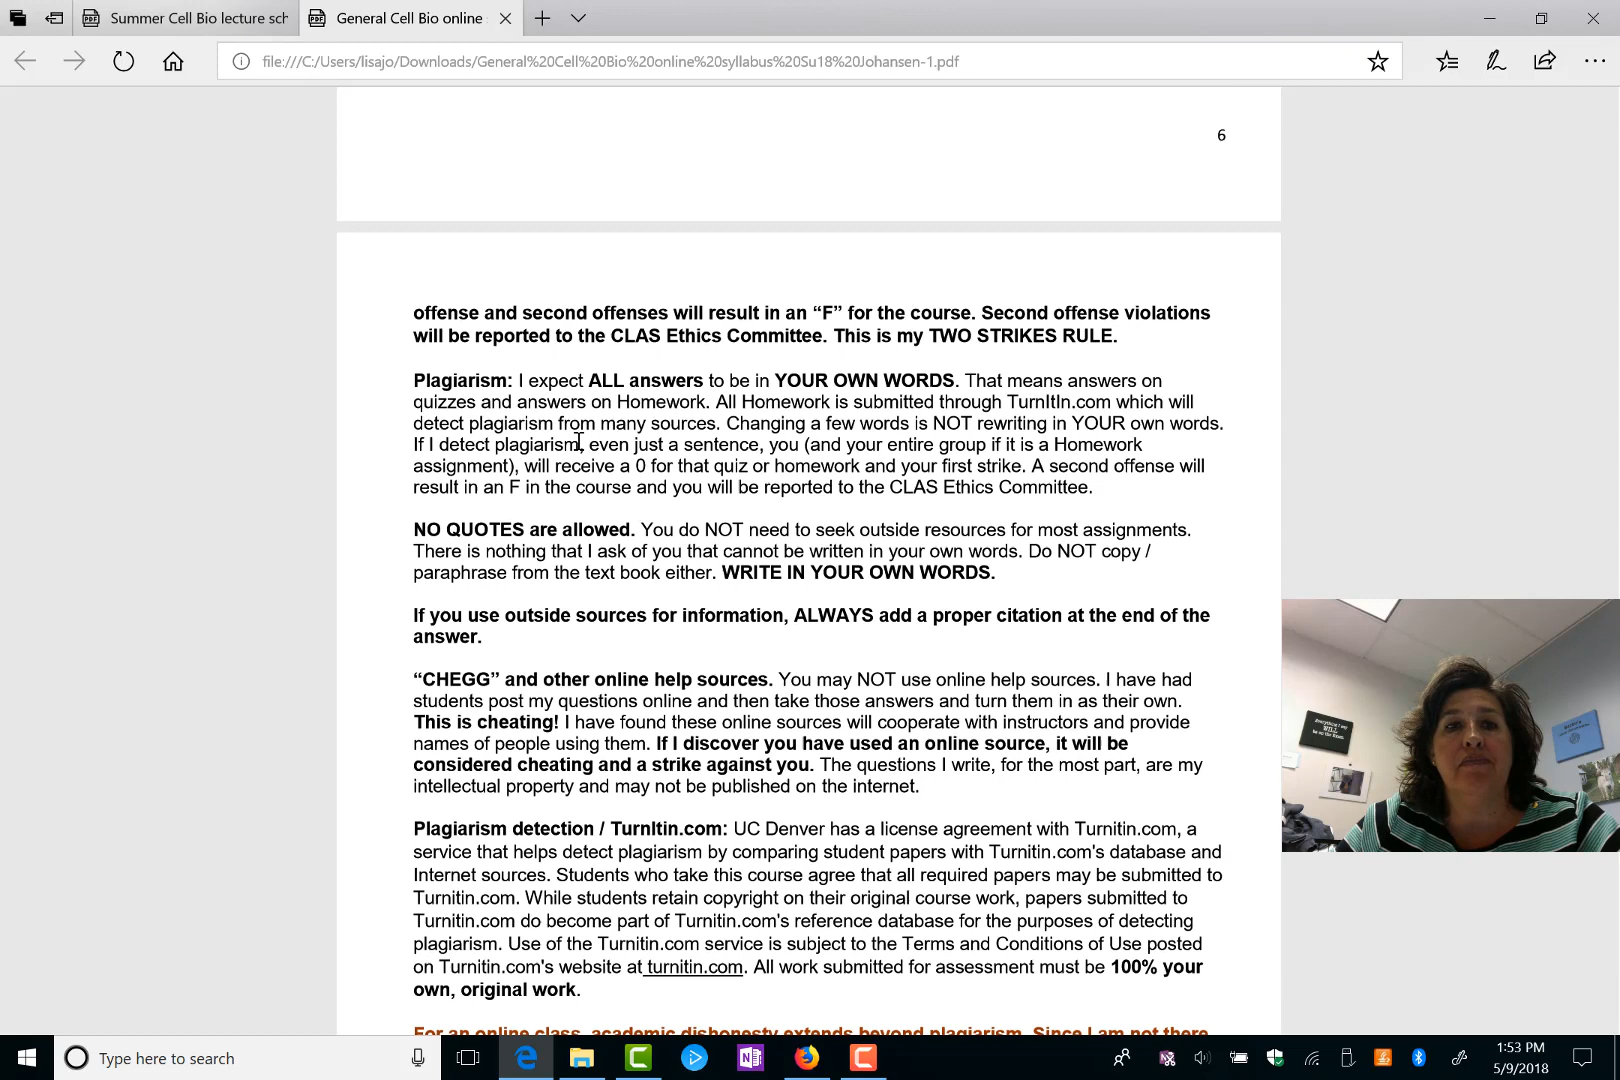 Summer Cell Bio lecture sch
General Cell Bio online
file:///C:/Users/lisajo/Downloads/General%20Cell%20Bio%20online%20syllabus%20Su18%20Johansen-1.pdf
6
offense and second offenses will result in an “F” for the course. Second offense violations
will be reported to the CLAS Ethics Committee. This is my TWO STRIKES RULE.
Plagiarism: I expect ALL answers to be in YOUR OWN WORDS. That means answers on
quizzes and answers on Homework. All Homework is submitted through TurnItIn.com which will
detect plagiarism from many sources. Changing a few words is NOT rewriting in YOUR own words.
If I detect plagiarism, even just a sentence, you (and your entire group if it is a Homework
assignment), will receive a 0 for that quiz or homework and your first strike. A second offense will
result in an F in the course and you will be reported to the CLAS Ethics Committee.
NO QUOTES are allowed. You do NOT need to seek outside resources for most assignments.
There is nothing that I ask of you that cannot be written in your own words. Do NOT copy /
paraphrase from the text book either. WRITE IN YOUR OWN WORDS.
If you use outside sources for information, ALWAYS add a proper citation at the end of the
answer.
“CHEGG” and other online help sources. You may NOT use online help sources. I have had
students post my questions online and then take those answers and turn them in as their own.
This is cheating! I have found these online sources will cooperate with instructors and provide
names of people using them. If I discover you have used an online source, it will be
considered cheating and a strike against you. The questions I write, for the most part, are my
intellectual property and may not be published on the internet.
Plagiarism detection / TurnItin.com: UC Denver has a license agreement with Turnitin.com, a
service that helps detect plagiarism by comparing student papers with Turnitin.com's database and
Internet sources. Students who take this course agree that all required papers may be submitted to
Turnitin.com. While students retain copyright on their original course work, papers submitted to
Turnitin.com do become part of Turnitin.com's reference database for the purposes of detecting
plagiarism. Use of the Turnitin.com service is subject to the Terms and Conditions of Use posted
on Turnitin.com's website at turnitin.com. All work submitted for assessment must be 100% your
own, original work.
For an online class, academic dishonesty extends beyond plagiarism. Since I am not there
Everything I say
WILL
be on the Exam
Type here to search
1:53 PM
5/9/2018